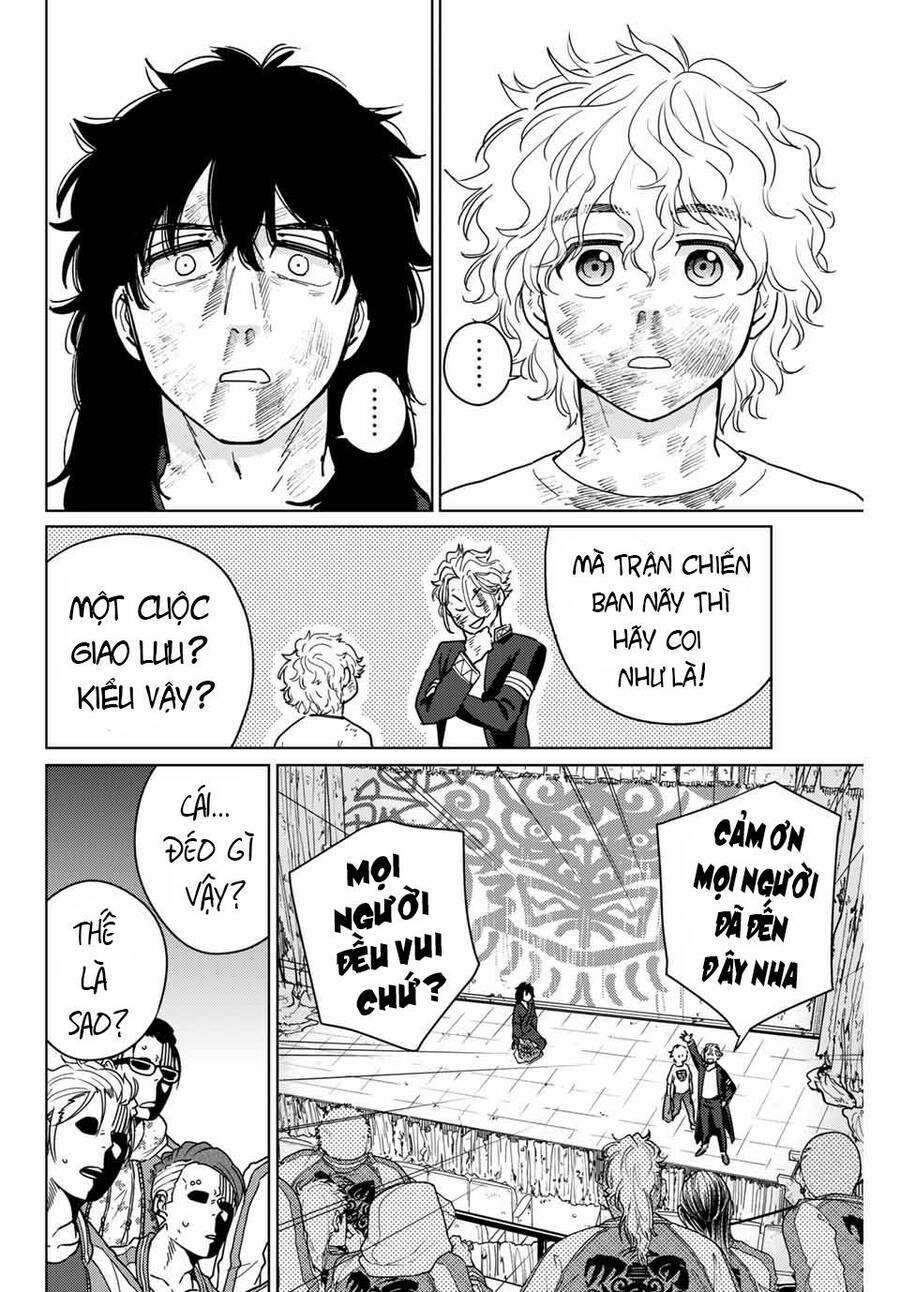 ......
......
MÀ TRẬN CHIẾN
BAN NÃY THÌ
HÃY COI
NHƯ LÀ!
MỘT CUỘC
GIAO LƯU?
KIỂU VẬY?
CẢM ƠN
MỌI NGƯỜI
ĐÃ ĐẾN
ĐÂY NHA
MỌI
NGƯỜI
ĐỀU VUI
CHỨ?
CÁI...
ĐÉO GÌ
VẬY?
THẾ
LÀ
SAO?